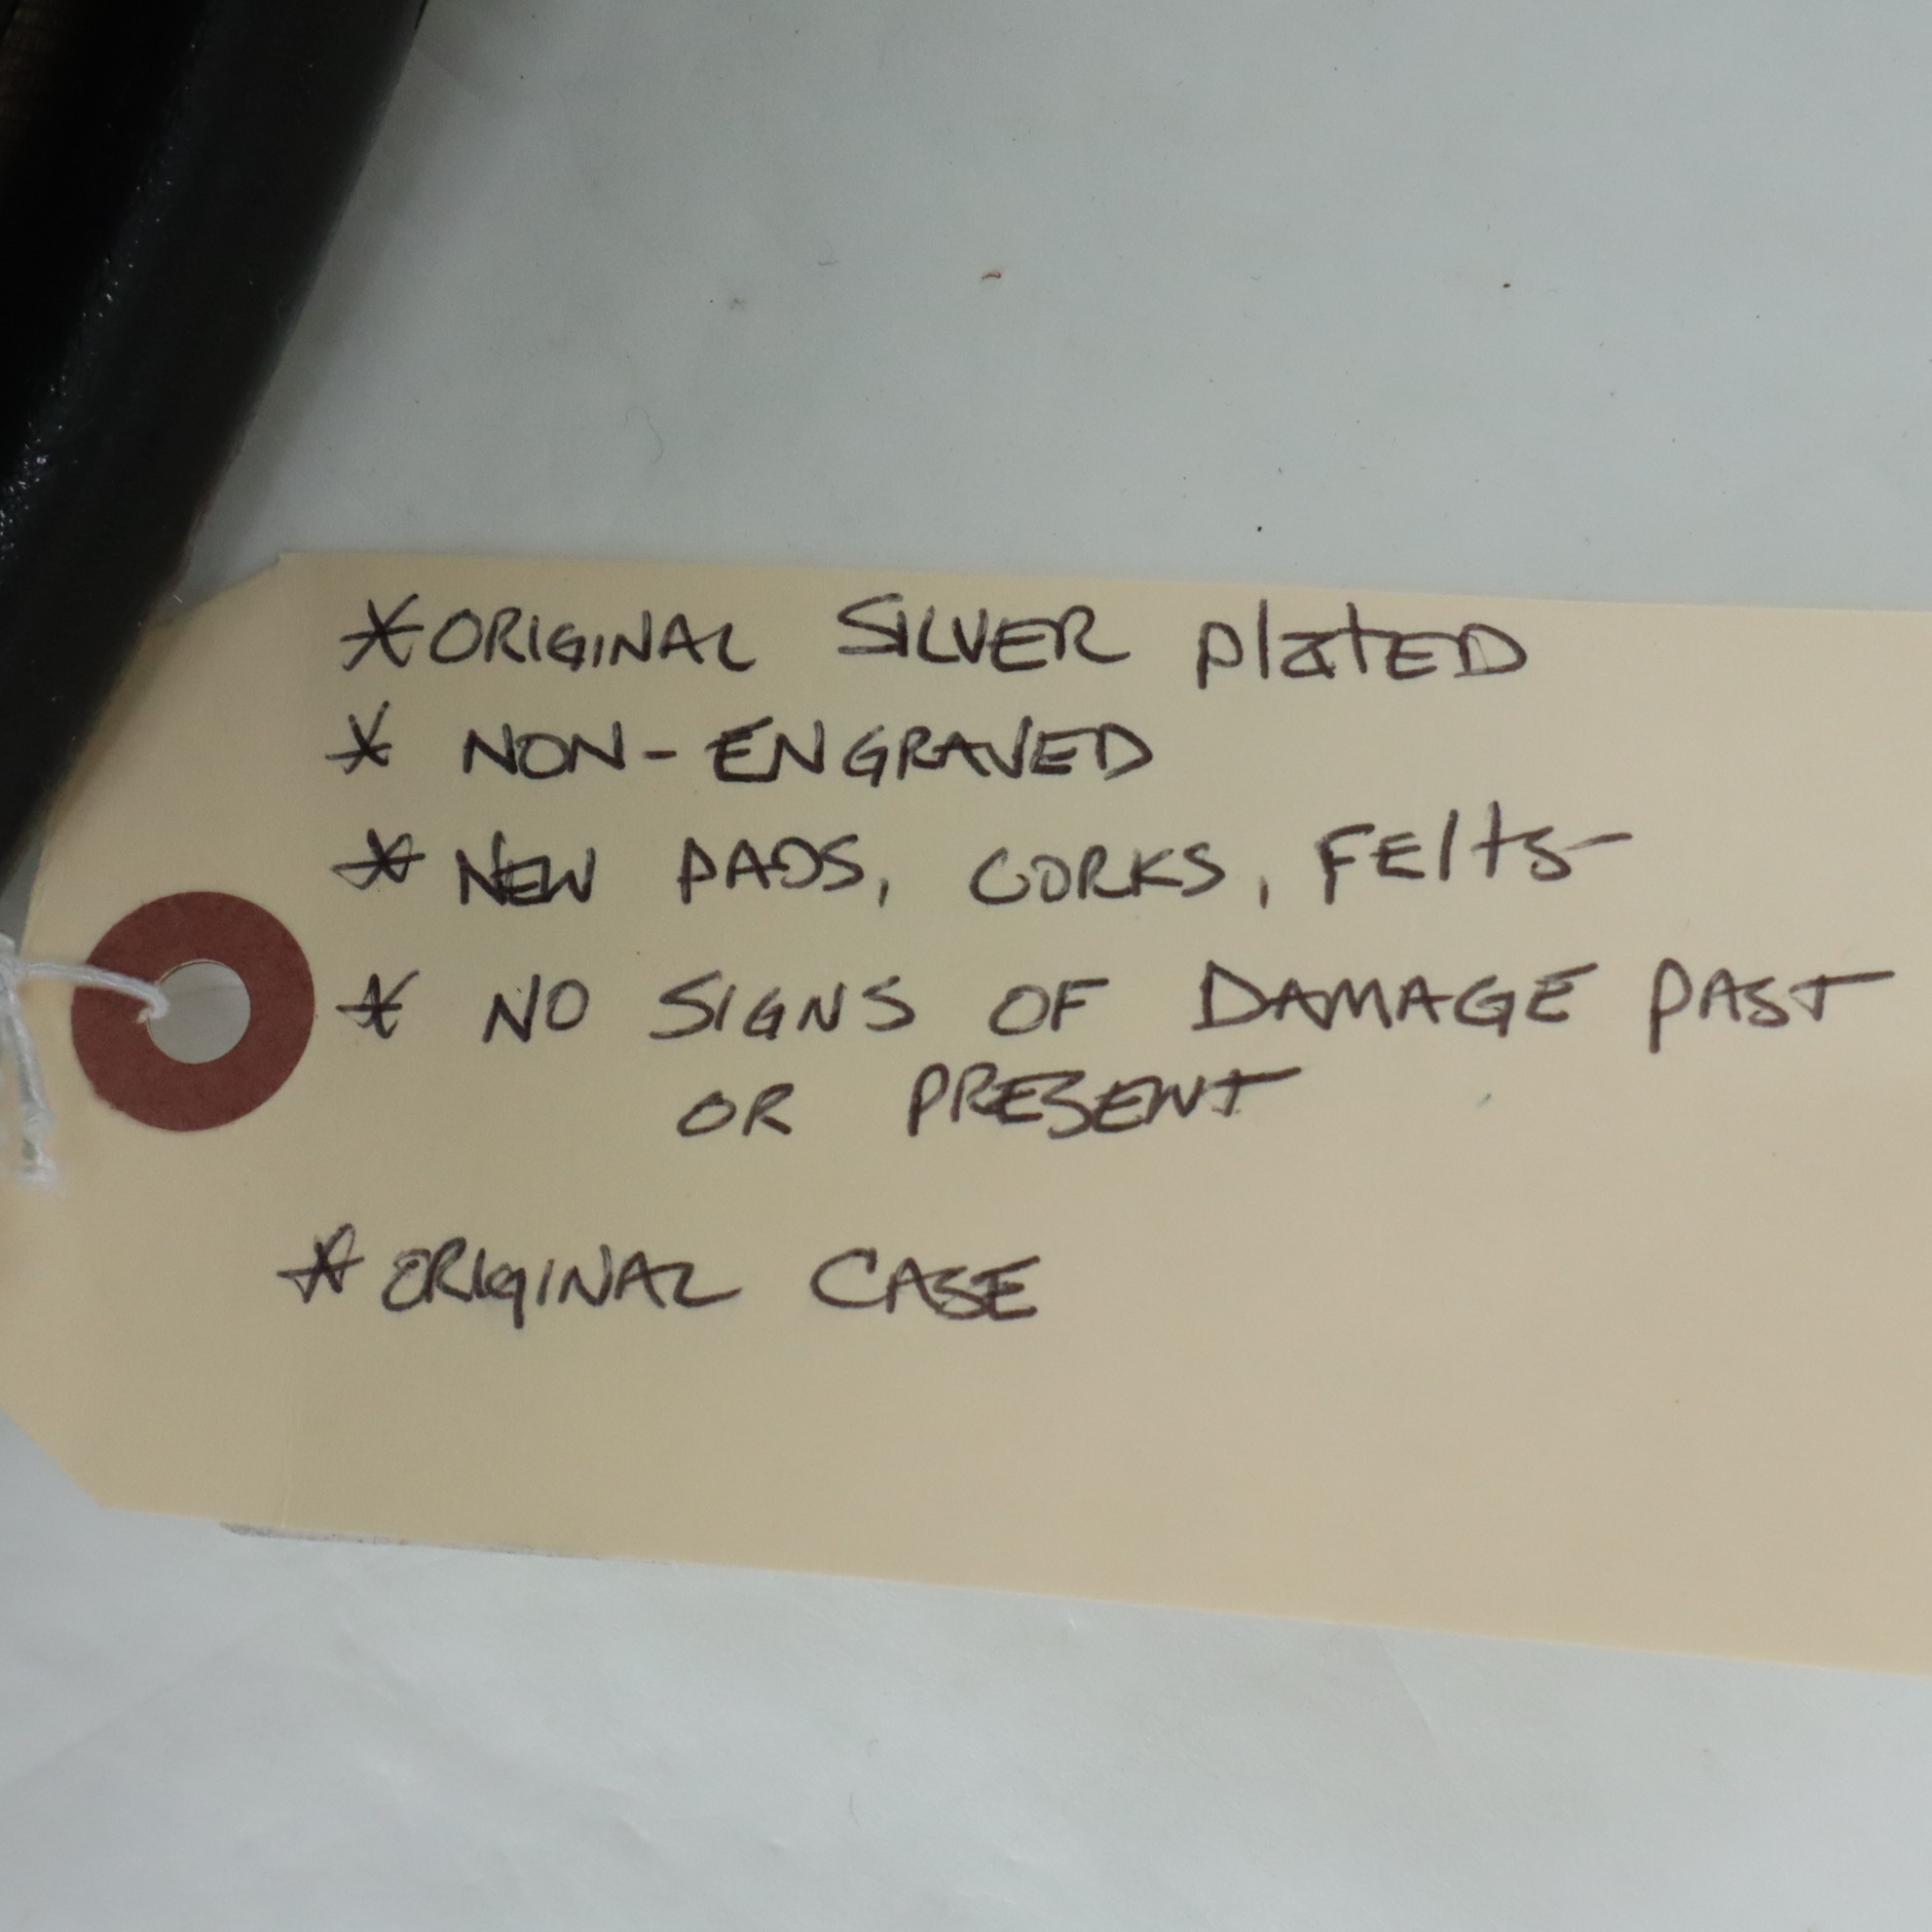 *ORIGINAL SILVER PlatED
* NON-ENGRAVED
* NEW PADS, CORKS, FEltS
* NO SIGNS OF DAMAGE PAST
OR PRESENT
* ORIGINAL CASE